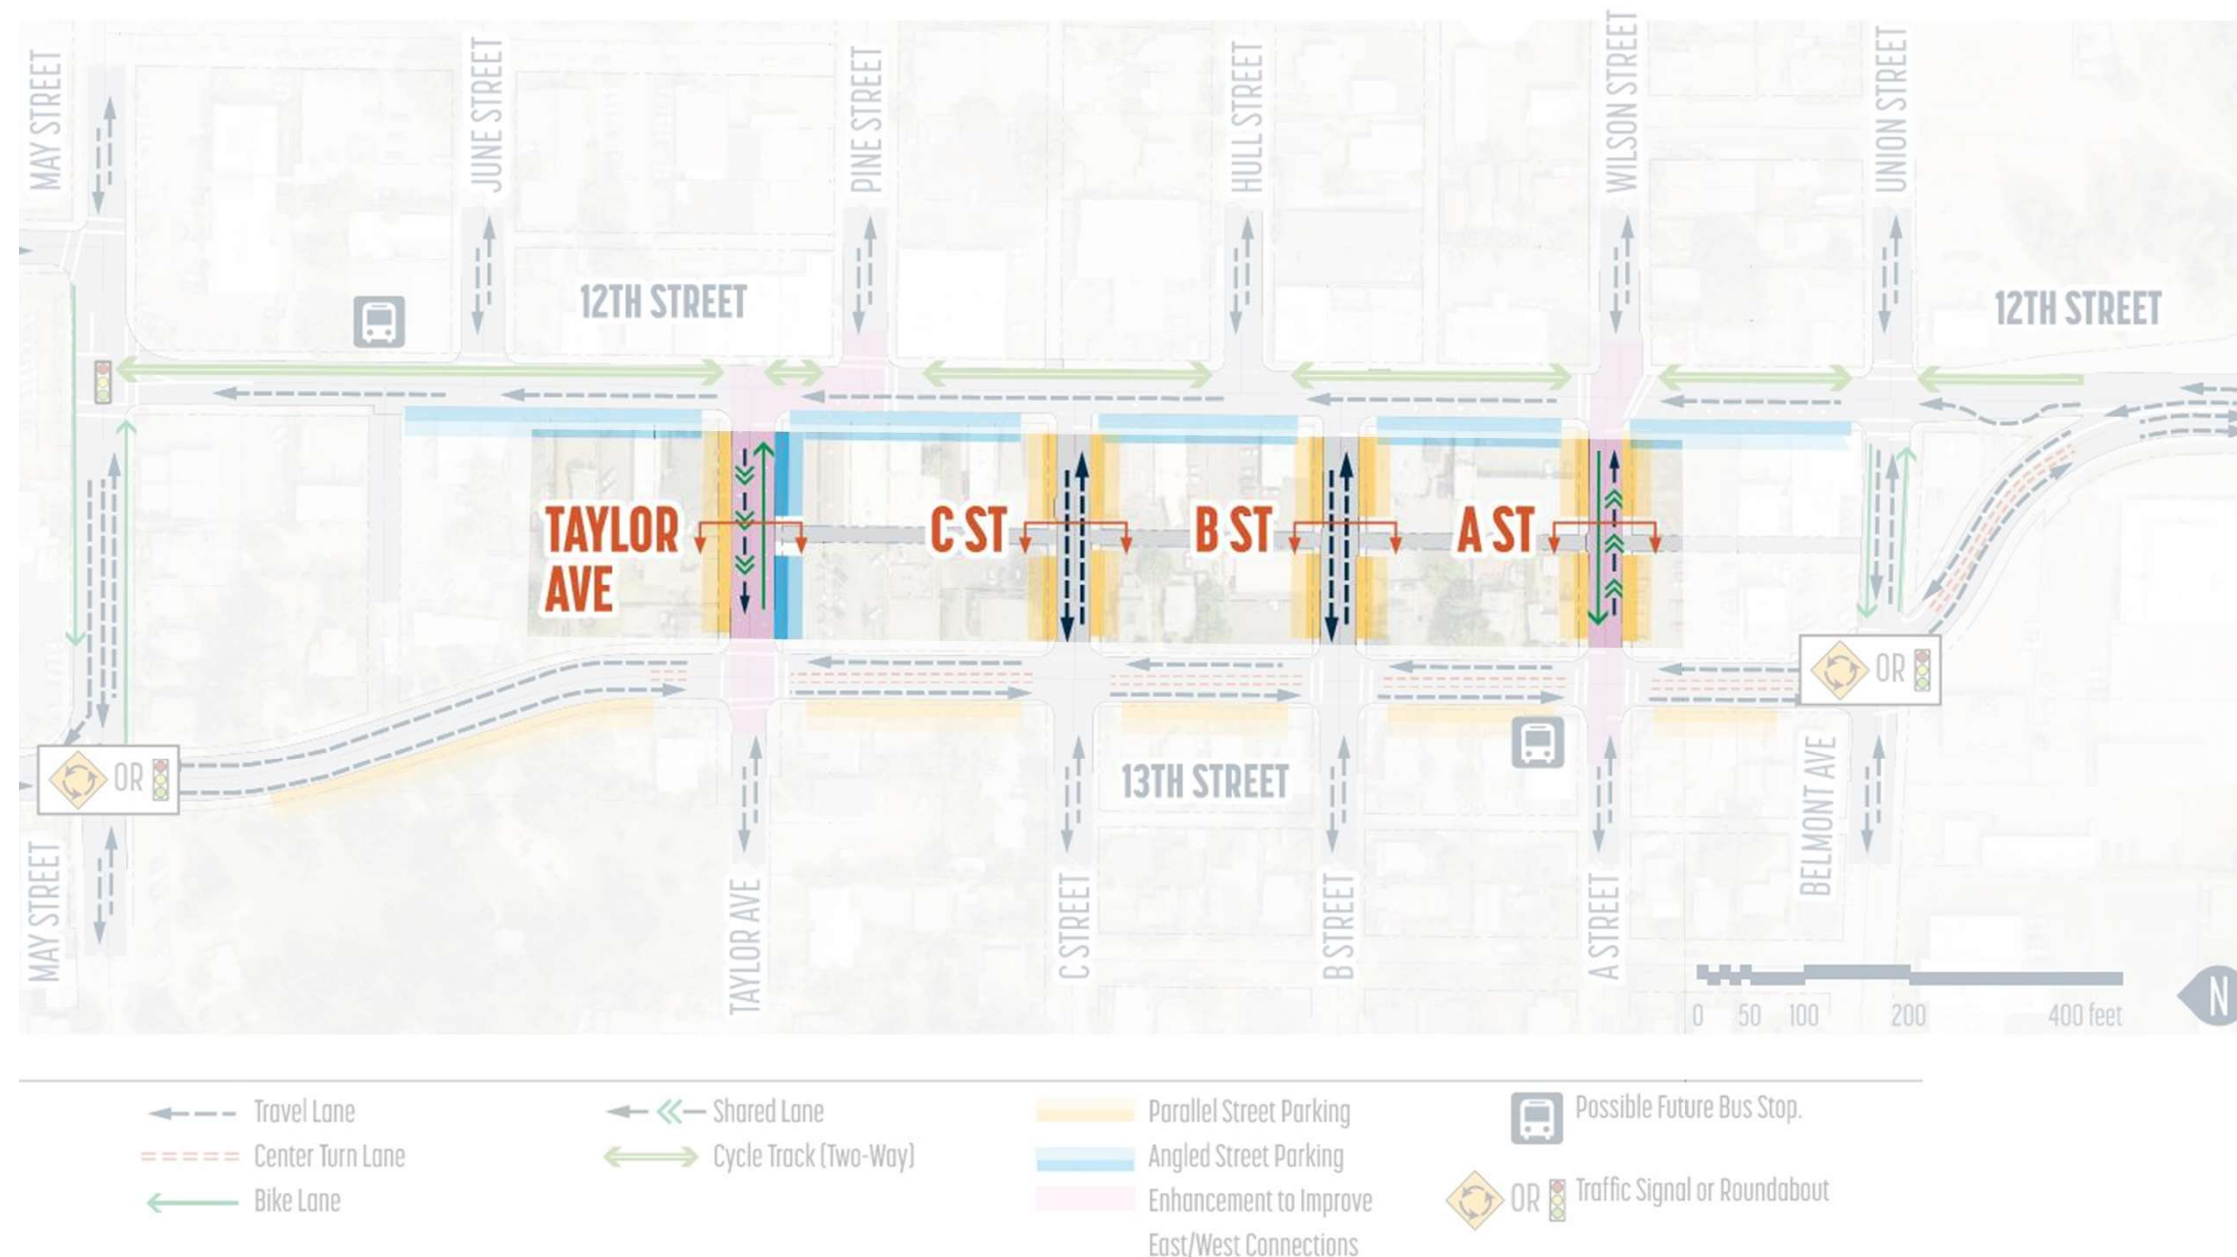 MAY STREET
JUNE STREET
PINE STREET
HULL STREET
WILSON STREET
UNION STREET
12TH STREET
12TH STREET
TAYLOR
AVE
C ST
B ST
A ST
OR
OR
13TH STREET
MAY STREET
TAYLOR AVE
C STREET
B STREET
A STREET
BELMONT AVE
0 50 100 200 400 feet
N
Travel Lane
Center Turn Lane
Bike Lane
Shared Lane
Cycle Track (Two-Way)
Parallel Street Parking
Angled Street Parking
Enhancement to Improve
East/West Connections
Possible Future Bus Stop.
OR Traffic Signal or Roundabout